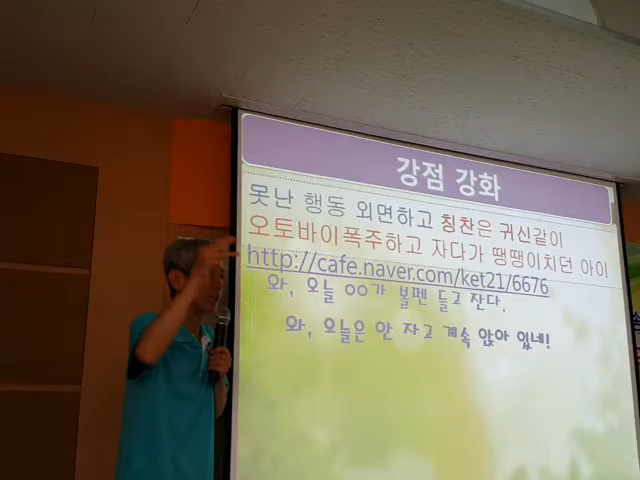 강점 강화
못난 행동 외면하고 칭찬은 귀신같이
오토바이폭주하고 자다가 땡땡이치던 아이
http://cafe.naver.com/ket21/6676
와, 오늘 00가 볼펜 들고 잔다.
와, 오늘은 안 자고 계속 앉아 있네!